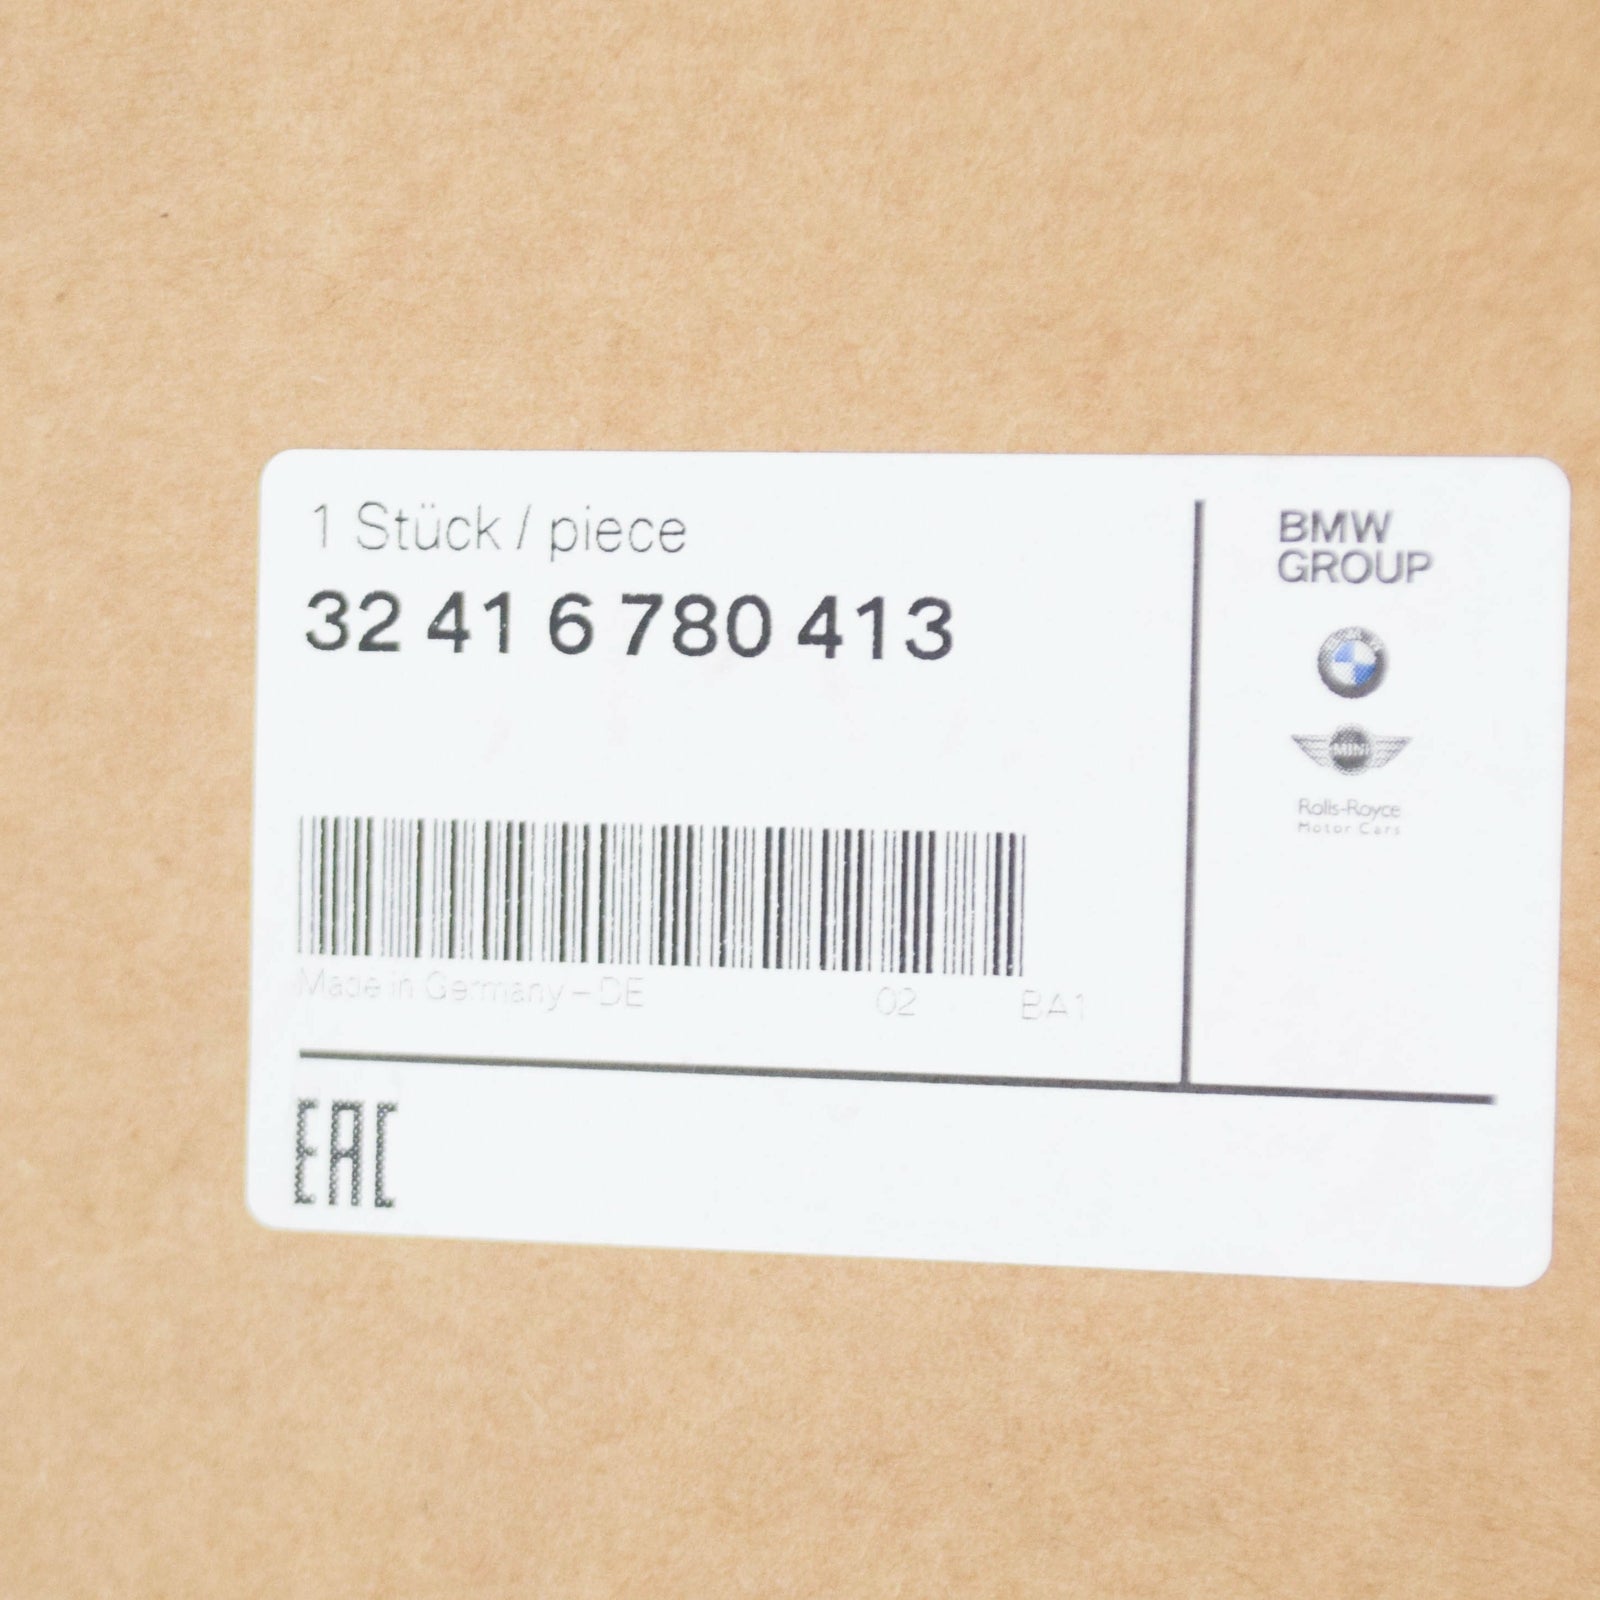 1 Stück / piece
32 41 6 780 413
Made in Germany – DE 02 BA1
EAC
BMW
GROUP
MINI
Rolls-Royce
Motor Cars